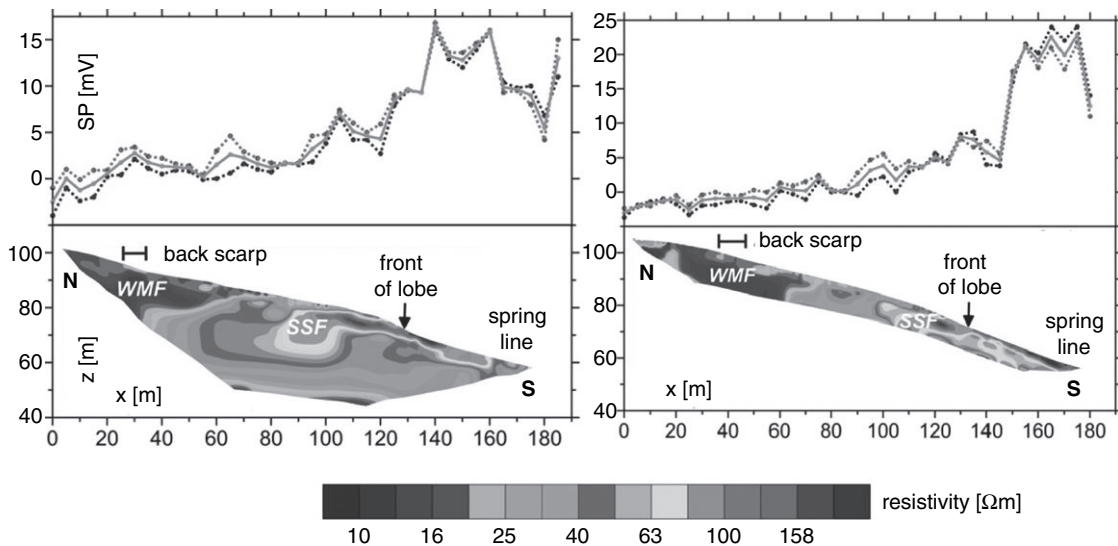 15
10
5
0
SP [mV]
25
20
15
10
5
0
100
80
60
40
z [m]
N
back scarp
WMF
SSF
front
of lobe
spring
line
S
x [m]
0 20 40 60 80 100 120 140 160 180
100
80
60
40
N
back scarp
WMF
SSF
front
of lobe
spring
line
S
x [m]
0 20 40 60 80 100 120 140 160 180
resistivity [Ωm]
10 16 25 40 63 100 158